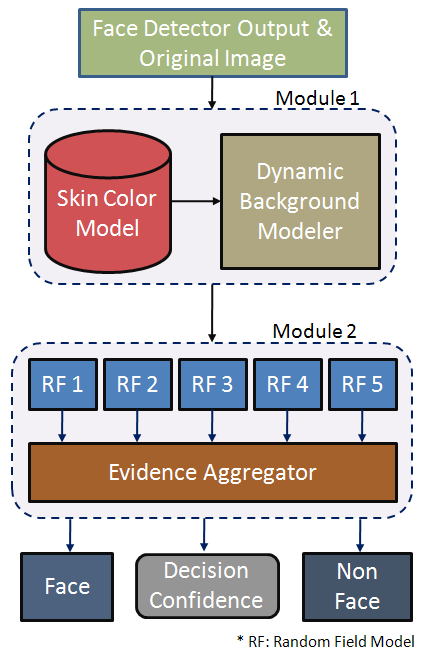 Face Detector Output &
Original Image
Module 1
Skin Color
Model
Dynamic
Background
Modeler
Module 2
RF 1
RF 2
RF 3
RF 4
RF 5
Evidence Aggregator
Face
Decision
Confidence
Non
Face
* RF: Random Field Model